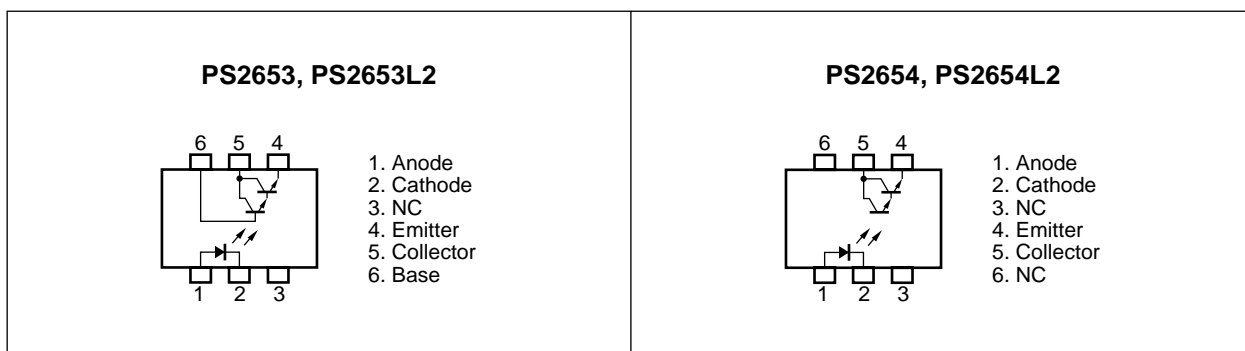 PS2653, PS2653L2
6 5 4
1. Anode
2. Cathode
3. NC
4. Emitter
5. Collector
6. Base
1 2 3
PS2654, PS2654L2
6 5 4
1. Anode
2. Cathode
3. NC
4. Emitter
5. Collector
6. NC
1 2 3